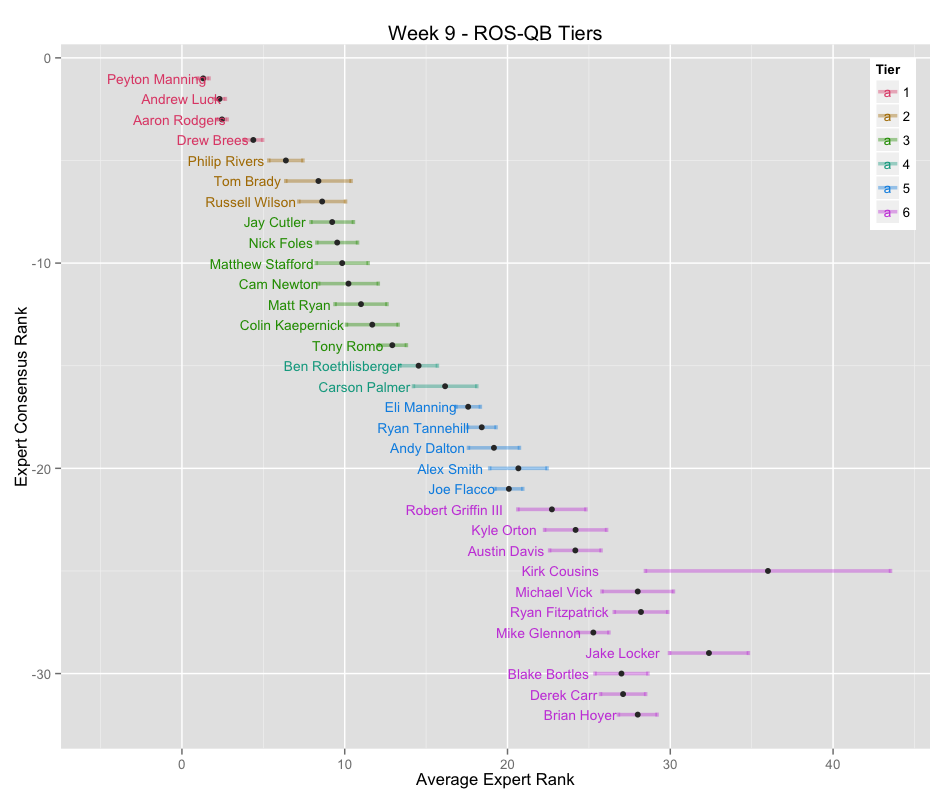 Week 9 - ROS-QB Tiers
Expert Consensus Rank
0
-10
-20
-30
Peyton Manning
Andrew Luck
Aaron Rodgers
Drew Brees
Philip Rivers
Tom Brady
Russell Wilson
Jay Cutler
Nick Foles
Matthew Stafford
Cam Newton
Matt Ryan
Colin Kaepernick
Tony Romo
Ben Roethlisberger
Carson Palmer
Eli Manning
Ryan Tannehill
Andy Dalton
Alex Smith
Joe Flacco
Robert Griffin III
Kyle Orton
Austin Davis
Kirk Cousins
Michael Vick
Ryan Fitzpatrick
Mike Glennon
Jake Locker
Blake Bortles
Derek Carr
Brian Hoyer
Tier
a 1
a 2
a 3
a 4
a 5
a 6
0 10 20 30 40
Average Expert Rank